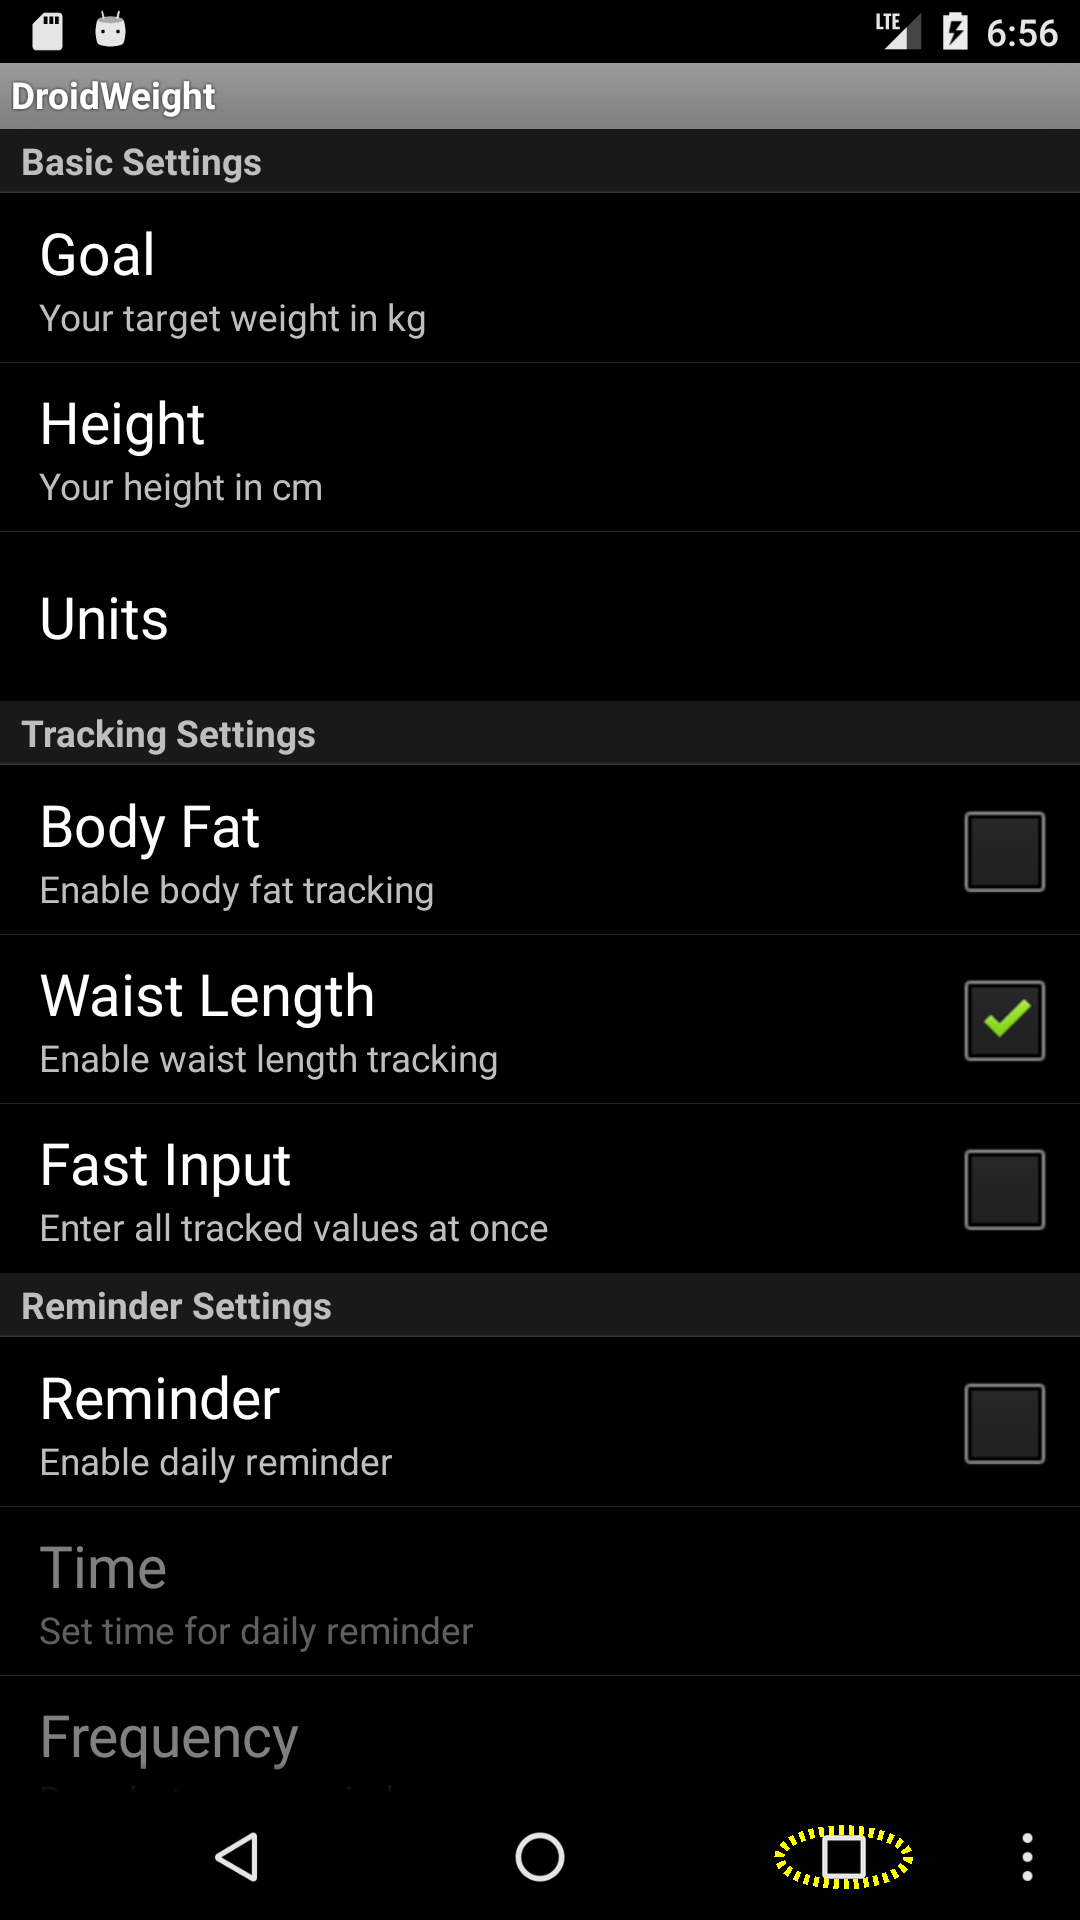 LTE 6:56
DroidWeight
Basic Settings
Goal
Your target weight in kg
Height
Your height in cm
Units
Tracking Settings
Body Fat
Enable body fat tracking
Waist Length
Enable waist length tracking
Fast Input
Enter all tracked values at once
Reminder Settings
Reminder
Enable daily reminder
Time
Set time for daily reminder
Frequency